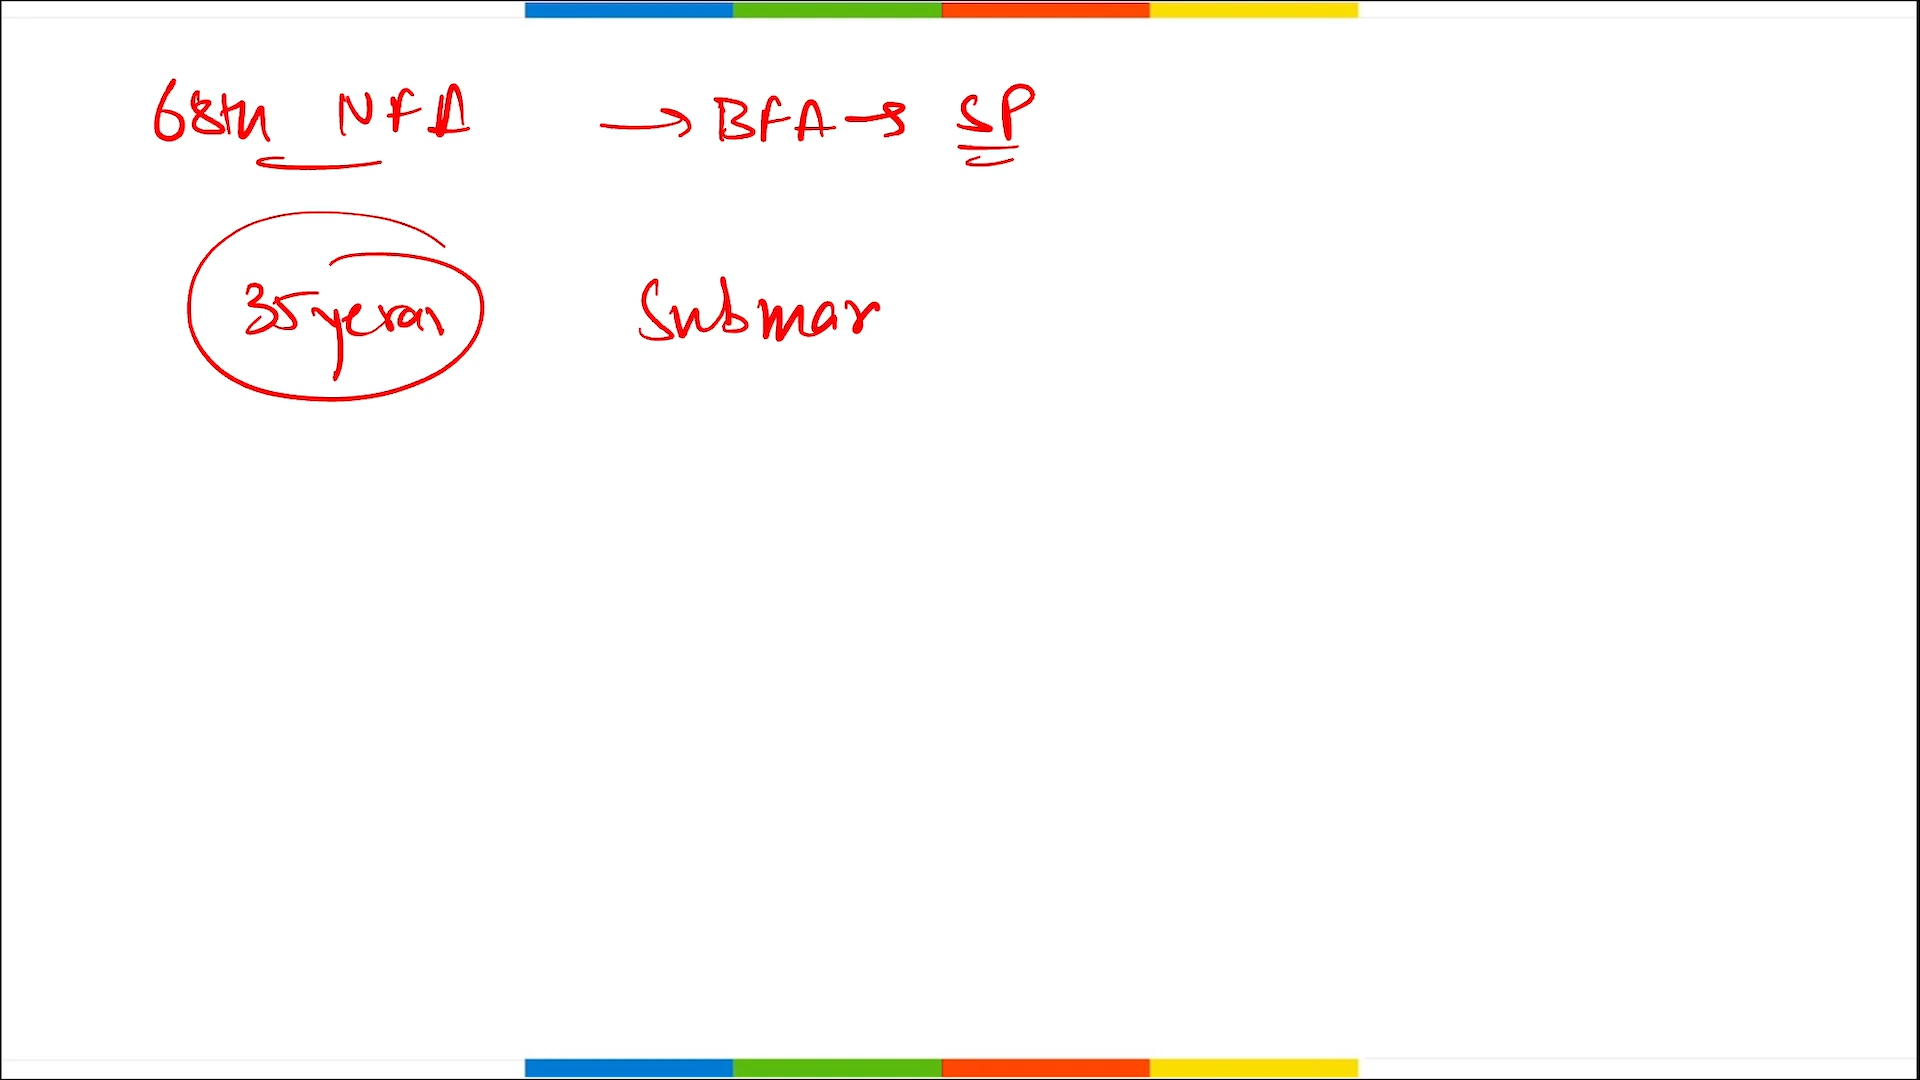 68th NFA → BFA → SP
35 years Submar